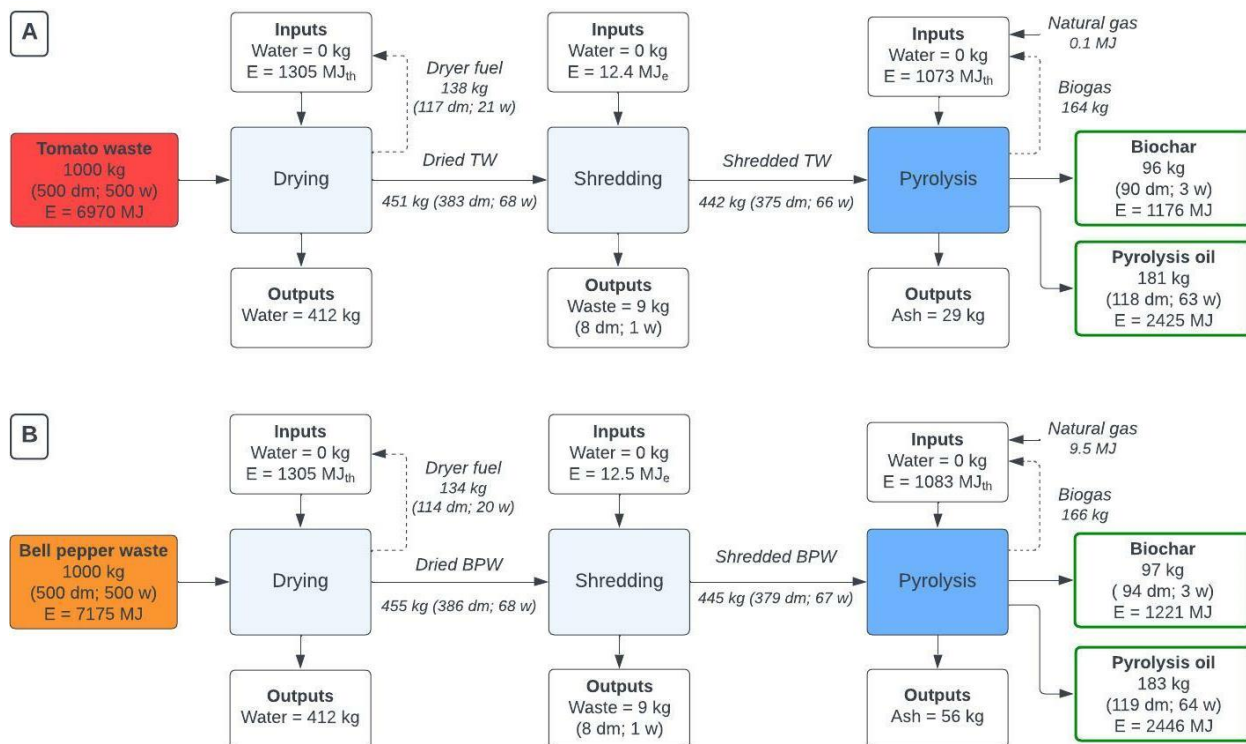 A
Inputs
Water = 0 kg
E = 1305 MJth
Dryer fuel
138 kg
(117 dm; 21 w)
Inputs
Water = 0 kg
E = 12.4 MJe
Inputs
Water = 0 kg
E = 1073 MJth
Natural gas
0.1 MJ
Biogas
164 kg
Tomato waste
1000 kg
(500 dm; 500 w)
E = 6970 MJ
Drying
Dried TW
451 kg (383 dm; 68 w)
Shredding
Shredded TW
442 kg (375 dm; 66 w)
Pyrolysis
Biochar
96 kg
(90 dm; 3 w)
E = 1176 MJ
Pyrolysis oil
181 kg
(118 dm; 63 w)
E = 2425 MJ
Outputs
Water = 412 kg
Outputs
Waste = 9 kg
(8 dm; 1 w)
Outputs
Ash = 29 kg
B
Inputs
Water = 0 kg
E = 1305 MJth
Dryer fuel
134 kg
(114 dm; 20 w)
Inputs
Water = 0 kg
E = 12.5 MJe
Inputs
Water = 0 kg
E = 1083 MJth
Natural gas
9.5 MJ
Biogas
166 kg
Bell pepper waste
1000 kg
(500 dm; 500 w)
E = 7175 MJ
Drying
Dried BPW
455 kg (386 dm; 68 w)
Shredding
Shredded BPW
445 kg (379 dm; 67 w)
Pyrolysis
Biochar
97 kg
( 94 dm; 3 w)
E = 1221 MJ
Pyrolysis oil
183 kg
(119 dm; 64 w)
E = 2446 MJ
Outputs
Water = 412 kg
Outputs
Waste = 9 kg
(8 dm; 1 w)
Outputs
Ash = 56 kg